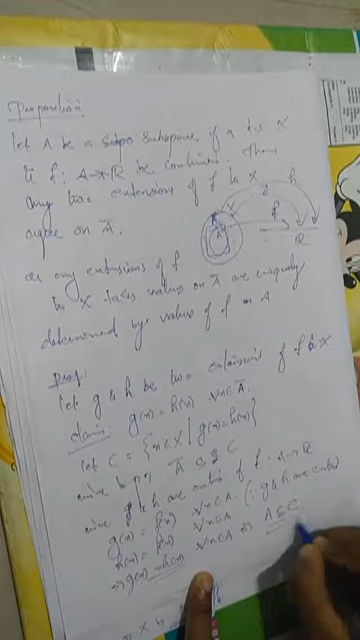 Proposition:
let A be a subspace of a t.s X
& f: A→R be continuous. Then
any two extensions of f to X
agree on Ā.
or any extensions of f
to X takes values on Ā are uniquely
determined by values of f on A
Proof:
let g & h be two extensions of f to X.
claim: g(x) = h(x) ∀x∈Ā.
let C = {x∈X | g(x)=h(x)}
Ā ⊆ C
since g & h are extns of f: A→R
g(x) = f(x) ∀x∈A. (∵ g & h are extns)
h(x) = f(x) ∀x∈A
⇒ g(x) = h(x) ∀x∈A ⇒ A ⊆ C
X
A
f
g
h
R